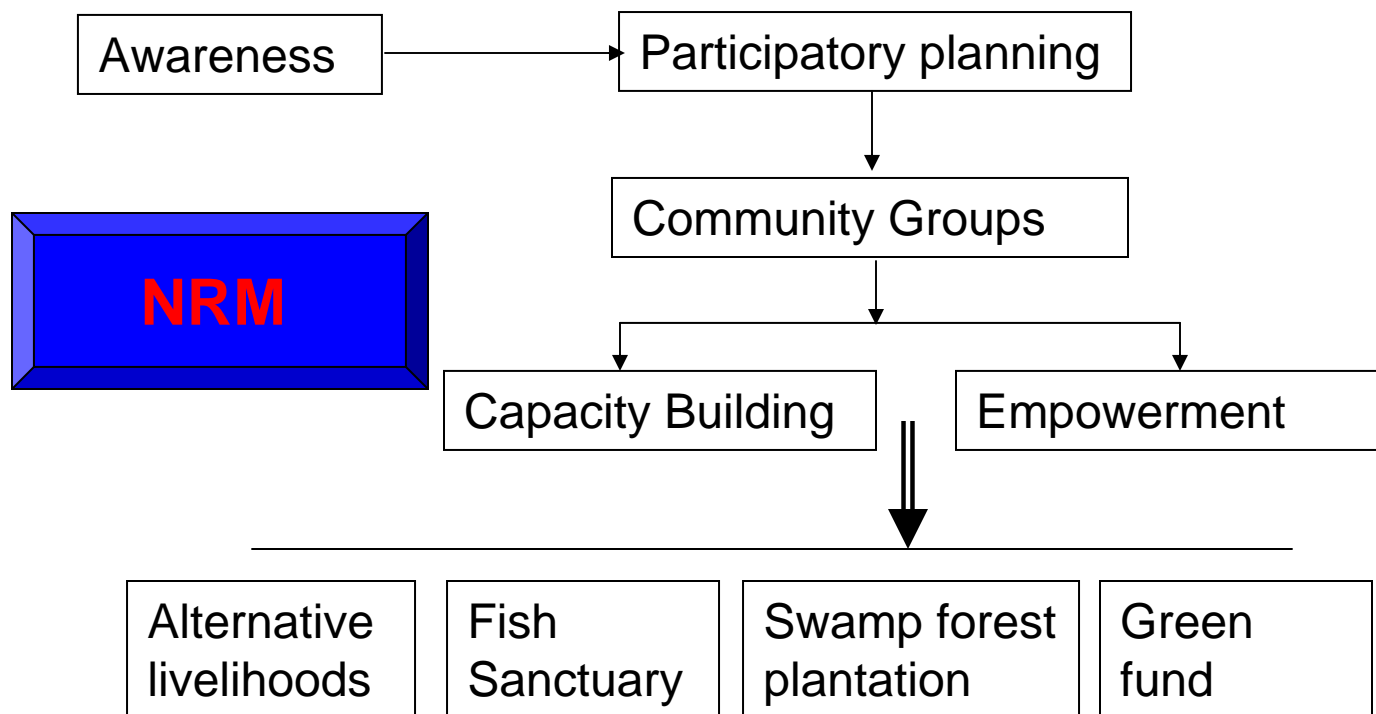 Awareness
Participatory planning
Community Groups
NRM
Capacity Building
Empowerment
Alternative
livelihoods
Fish
Sanctuary
Swamp forest
plantation
Green
fund